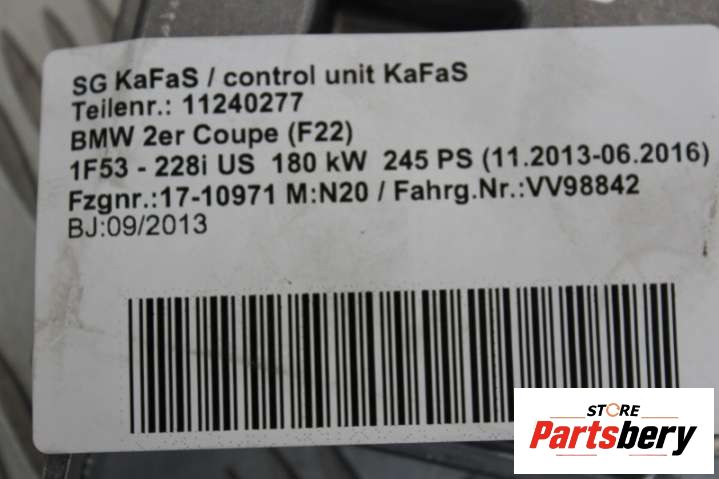 SG KaFaS / control unit KaFaS
Teilenr.: 11240277
BMW 2er Coupe (F22)
1F53 - 228i US 180 kW 245 PS (11.2013-06.2016)
Fzgnr.:17-10971 M:N20 / Fahrg.Nr.:VV98842
BJ:09/2013
STORE
Partsbery